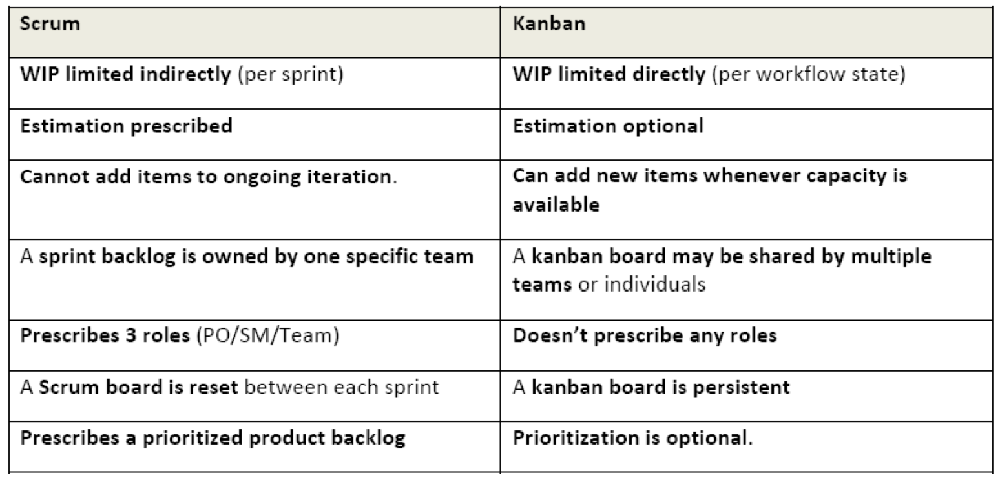 Scrum
Kanban
WIP limited indirectly (per sprint)
WIP limited directly (per workflow state)
Estimation prescribed
Estimation optional
Cannot add items to ongoing iteration.
Can add new items whenever capacity is
available
A sprint backlog is owned by one specific team
A kanban board may be shared by multiple
teams or individuals
Prescribes 3 roles (PO/SM/Team)
Doesn’t prescribe any roles
A Scrum board is reset between each sprint
A kanban board is persistent
Prescribes a prioritized product backlog
Prioritization is optional.